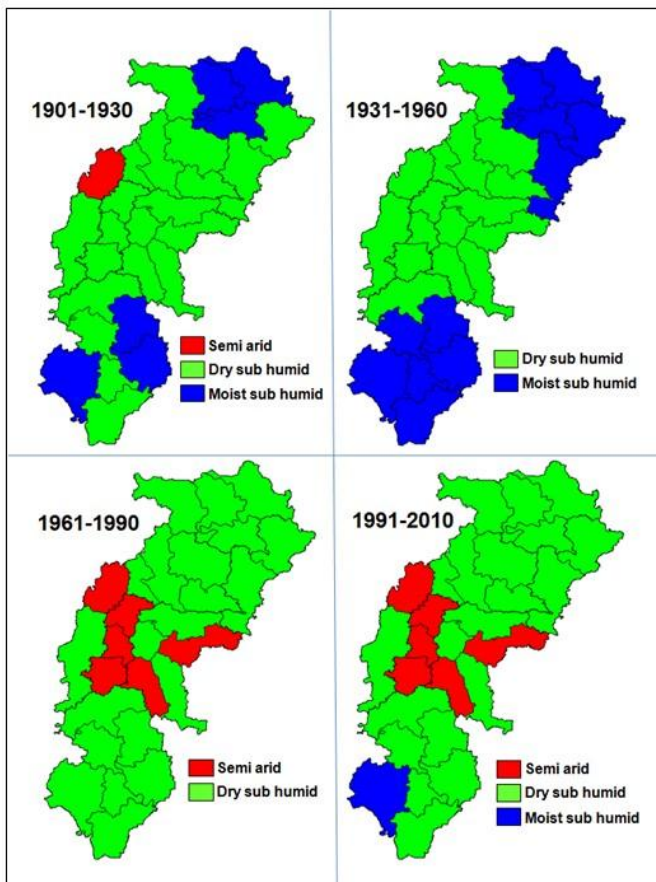 1901-1930
Semi arid
Dry sub humid
Moist sub humid
1931-1960
Dry sub humid
Moist sub humid
1961-1990
Semi arid
Dry sub humid
1991-2010
Semi arid
Dry sub humid
Moist sub humid